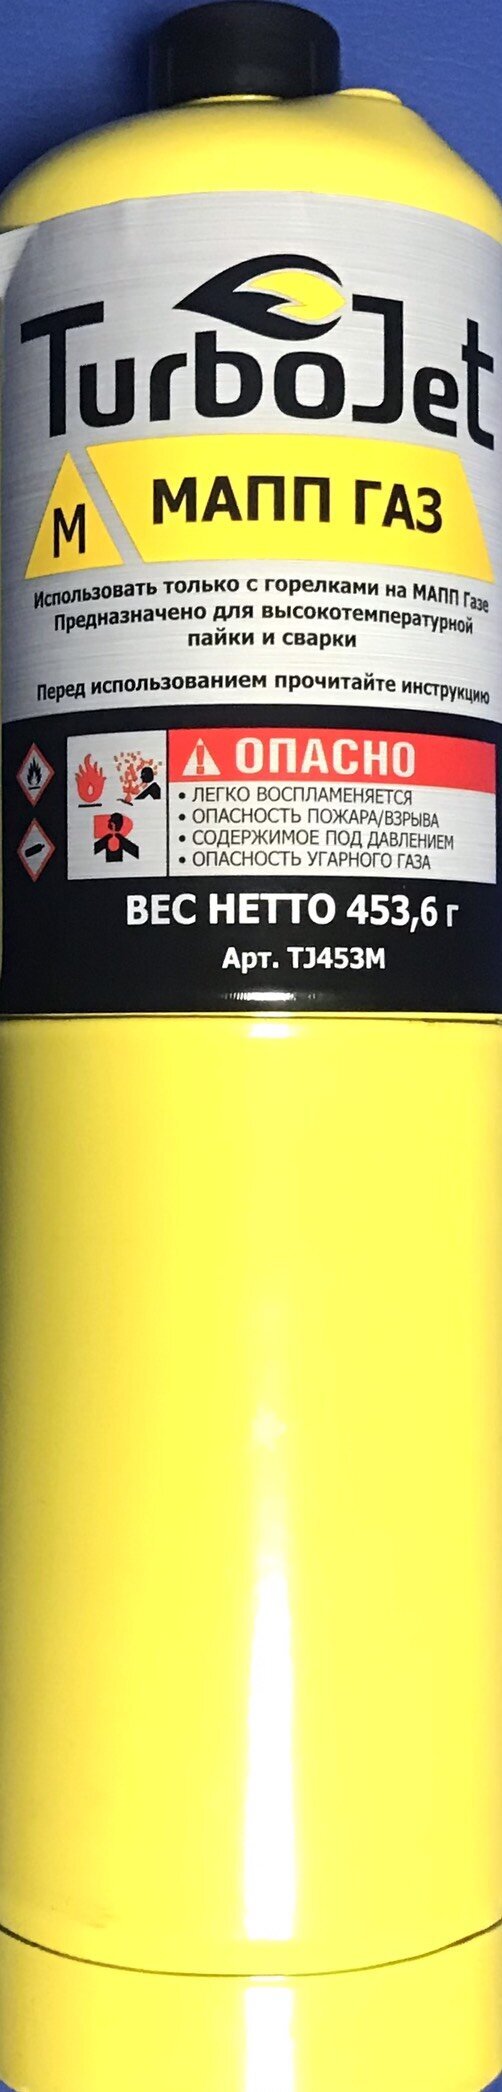 TurboJet
М МАПП ГАЗ
Использовать только с горелками на МАПП Газе
Предназначено для высокотемпературной
пайки и сварки
Перед использованием прочитайте инструкцию
ОПАСНО
• ЛЕГКО ВОСПЛАМЕНЯЕТСЯ
• ОПАСНОСТЬ ПОЖАРА/ВЗРЫВА
• СОДЕРЖИМОЕ ПОД ДАВЛЕНИЕМ
• ОПАСНОСТЬ УГАРНОГО ГАЗА
ВЕС НЕТТО 453,6 г
Арт. TJ453M